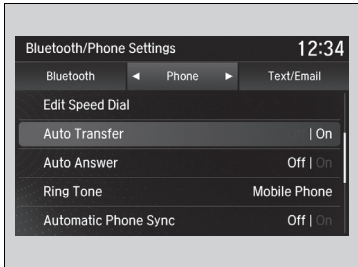 Bluetooth/Phone Settings 12:34
Bluetooth ◄ Phone ► Text/Email
Edit Speed Dial
Auto Transfer | On
Auto Answer Off | On
Ring Tone Mobile Phone
Automatic Phone Sync Off | On